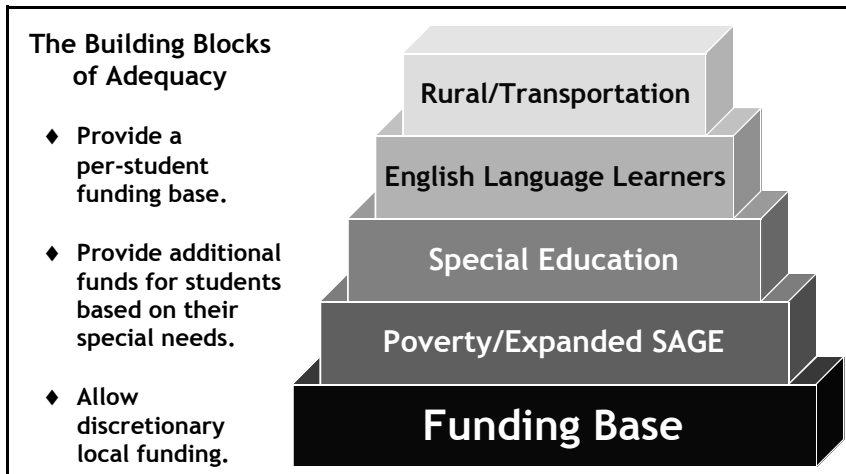 The Building Blocks
of Adequacy
♦ Provide a
per-student
funding base.
♦ Provide additional
funds for students
based on their
special needs.
♦ Allow
discretionary
local funding.
Rural/Transportation
English Language Learners
Special Education
Poverty/Expanded SAGE
Funding Base